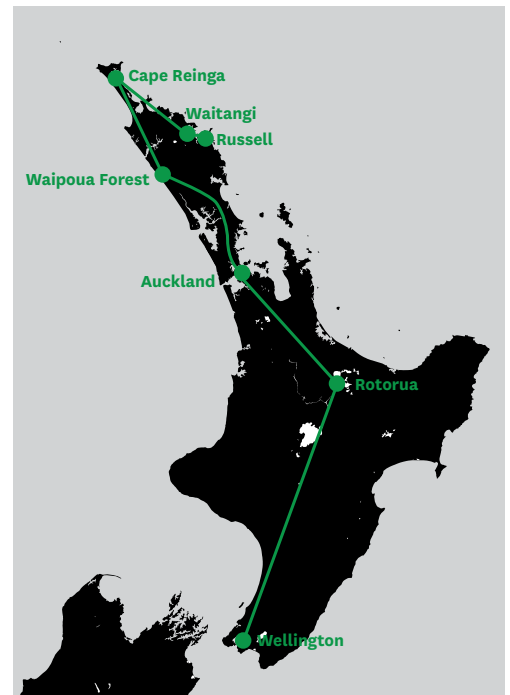 Cape Reinga
Waitangi
Russell
Waipoua Forest
Auckland
Rotorua
Wellington